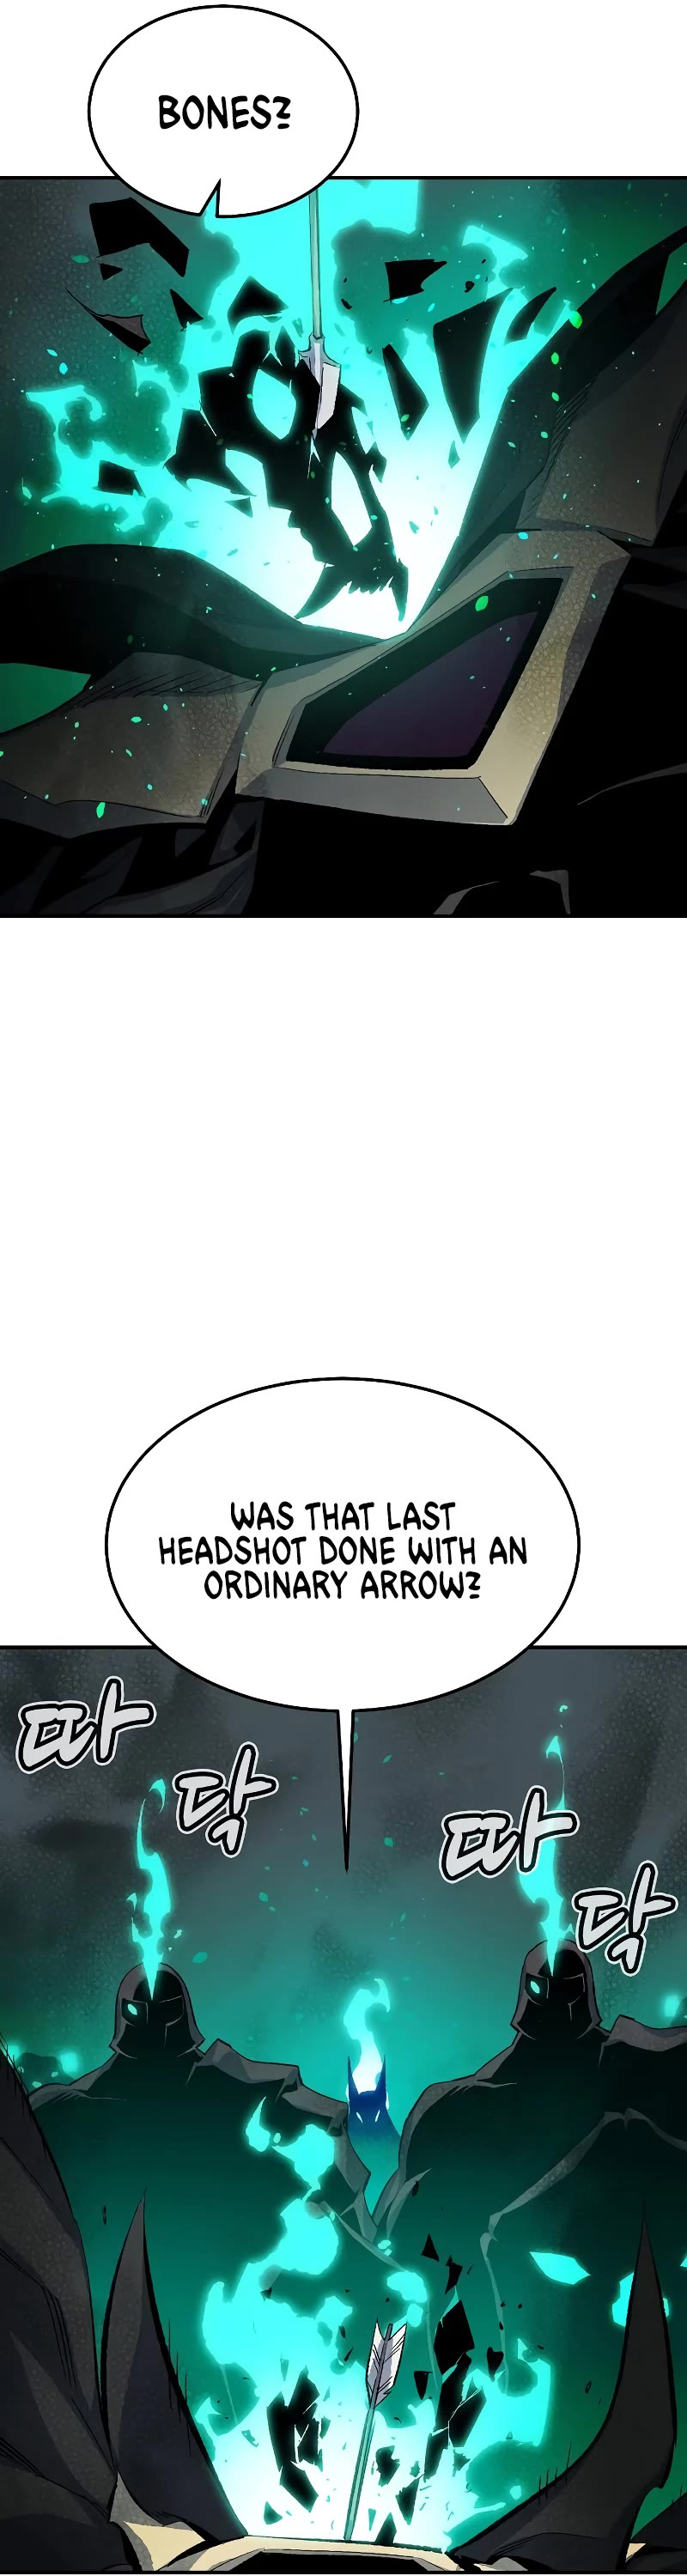 BONES?
WAS THAT LAST
HEADSHOT DONE WITH AN
ORDINARY ARROW?
따
닥
따
닥